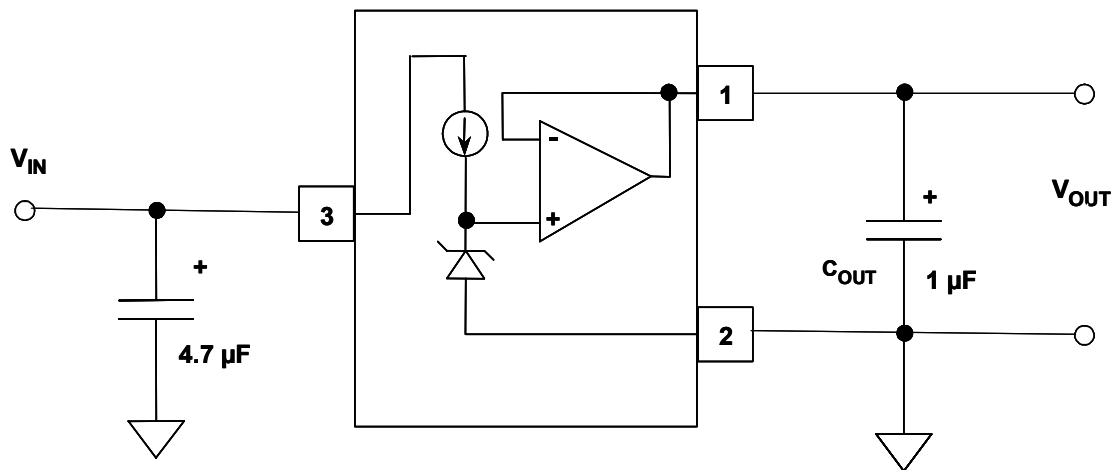 V_IN
3
+
4.7 µF
-
+
1
2
+
C_OUT
1 µF
V_OUT